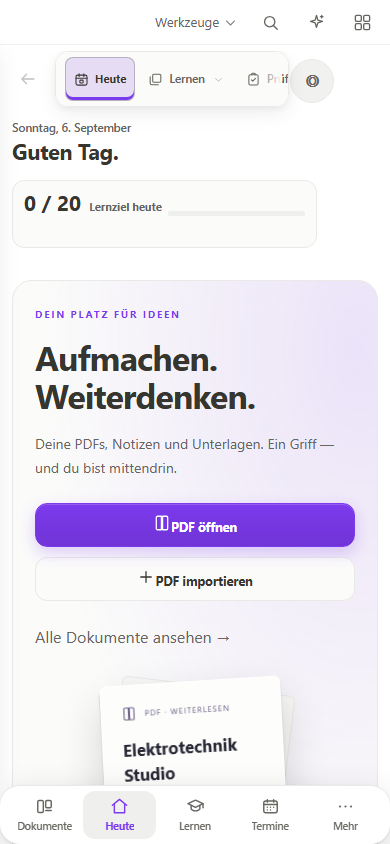 Werkzeuge
Heute
Lernen
Sonntag, 6. September
Guten Tag.
0 / 20 Lernziel heute
DEIN PLATZ FÜR IDEEN
Aufmachen.
Weiterdenken.
Deine PDFs, Notizen und Unterlagen. Ein Griff —
und du bist mittendrin.
PDF öffnen
PDF importieren
Alle Dokumente ansehen →
PDF · WEITERLESEN
Elektrotechnik
Studio
Dokumente
Heute
Lernen
Termine
Mehr